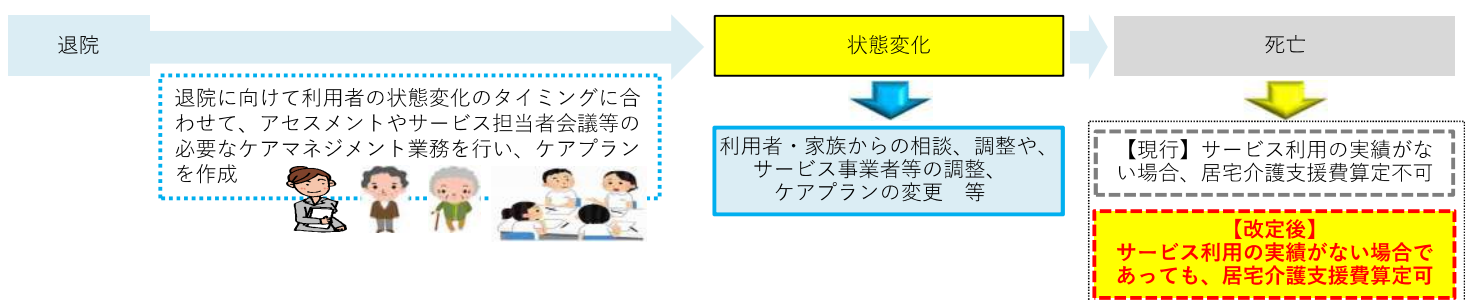 退院
状態変化
死亡
退院に向けて利用者の状態変化のタイミングに合
わせて、アセスメントやサービス担当者会議等の
必要なケアマネジメント業務を行い、ケアプラン
を作成
利用者・家族からの相談、調整や、
サービス事業者等の調整、
ケアプランの変更　等
【現行】サービス利用の実績がな
い場合、居宅介護支援費算定不可
【改定後】
サービス利用の実績がない場合で
あっても、居宅介護支援費算定可